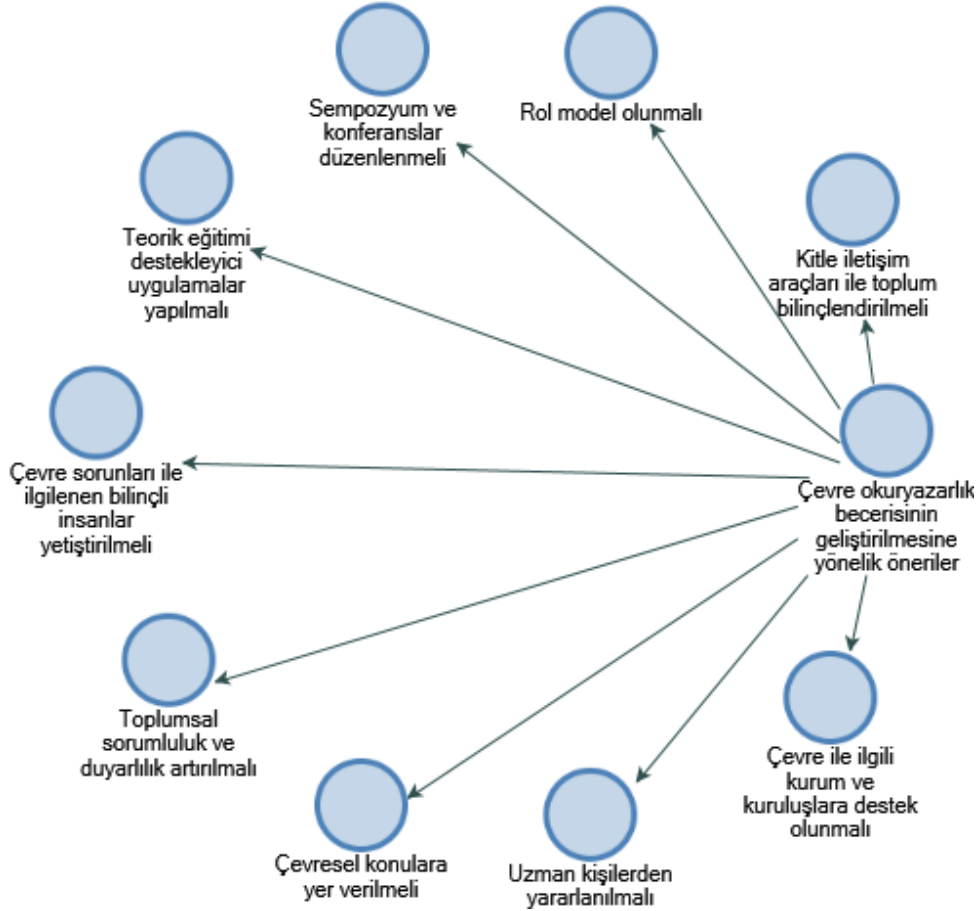 Sempozyum ve
konferanslar
düzenlenmeli
Rol model olunmalı
Teorik eğitimi
destekleyici
uygulamalar
yapılmalı
Kitle iletişim
araçları ile toplum
bilinçlendirilmeli
Çevre sorunları ile
ilgilenen bilinçli
insanlar
yetiştirilmeli
Çevre okuryazarlık
becerisinin
geliştirilmesine
yönelik öneriler
Toplumsal
sorumluluk ve
duyarlılık artırılmalı
Çevre ile ilgili
kurum ve
kuruluşlara destek
olunmalı
Çevresel konulara
yer verilmeli
Uzman kişilerden
yararlanılmalı